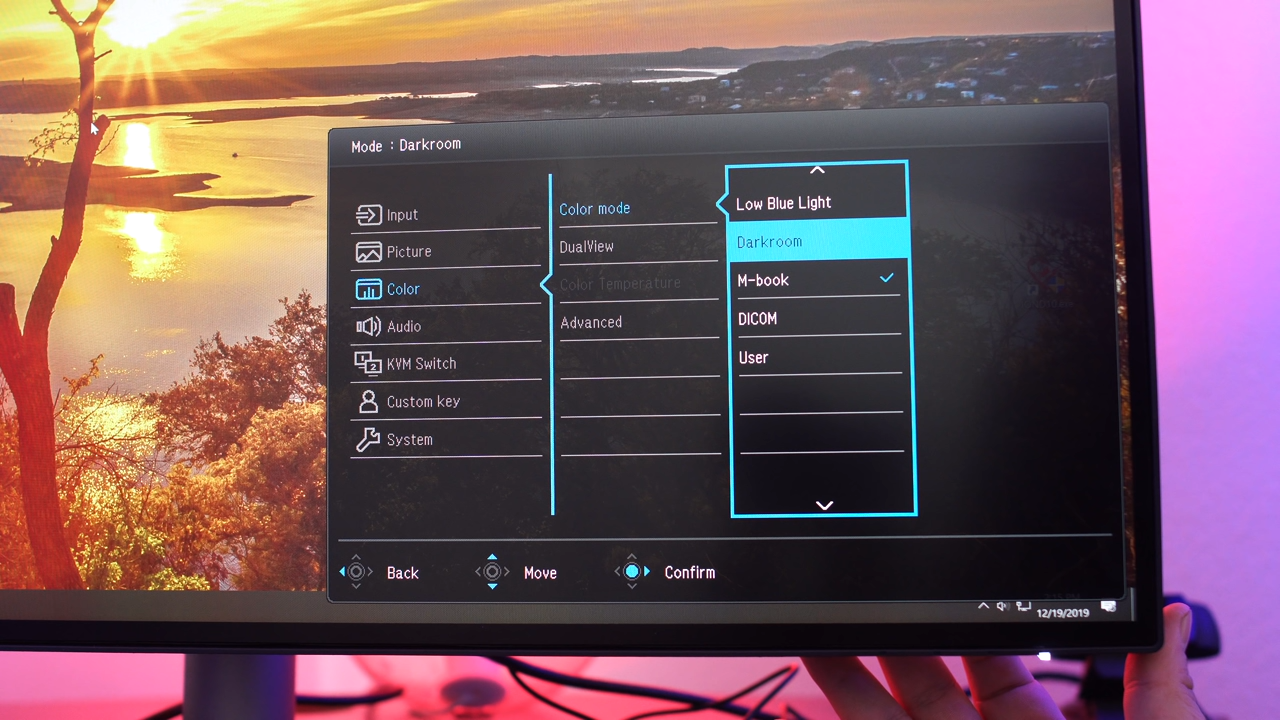 Mode : Darkroom
Input
Picture
Color
Audio
KVM Switch
Custom key
System
Color mode
DualView
Color Temperature
Advanced
Low Blue Light
Darkroom
M-book
DICOM
User
Back
Move
Confirm
12/19/2019